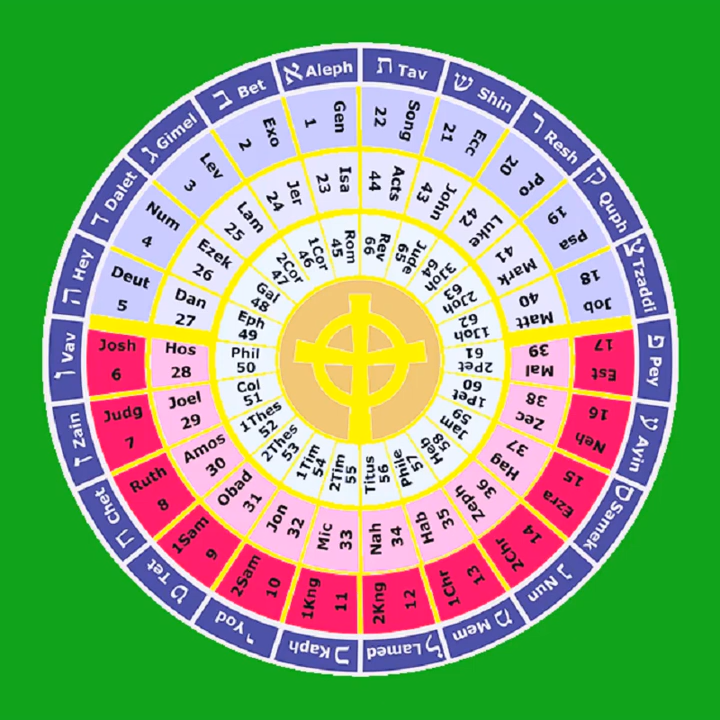 א Aleph
ב Bet
ג Gimel
ד Dalet
ה Hey
ו Vav
ז Zain
ח Chet
ט Tet
י Yod
כ Kaph
ל Lamed
מ Mem
נ Nun
ס Samek
ע Ayin
פ Pey
צ Tzaddi
ק Quph
ר Resh
ש Shin
ת Tav
Gen
1
Exo
2
Lev
3
Num
4
Deut
5
Josh
6
Judg
7
Ruth
8
1Sam
9
2Sam
10
1Kng
11
2Kng
12
1Chr
13
2Chr
14
Ezra
15
Neh
16
Est
17
Job
18
Psa
19
Pro
20
Ecc
21
Song
22
Isa
23
Jer
24
Lam
25
Ezek
26
Dan
27
Hos
28
Joel
29
Amos
30
Obad
31
Jon
32
Mic
33
Nah
34
Hab
35
Zeph
36
Hag
37
Zec
38
Mal
39
Matt
40
Mark
41
Luke
42
John
43
Acts
44
Rom
45
1Cor
46
2Cor
47
Gal
48
Eph
49
Phil
50
Col
51
1Thes
52
2Thes
53
1Tim
54
2Tim
55
Titus
56
Phile
57
Heb
58
Jam
59
1Pet
60
2Pet
61
1Joh
62
2Joh
63
3Joh
64
Jude
65
Rev
66